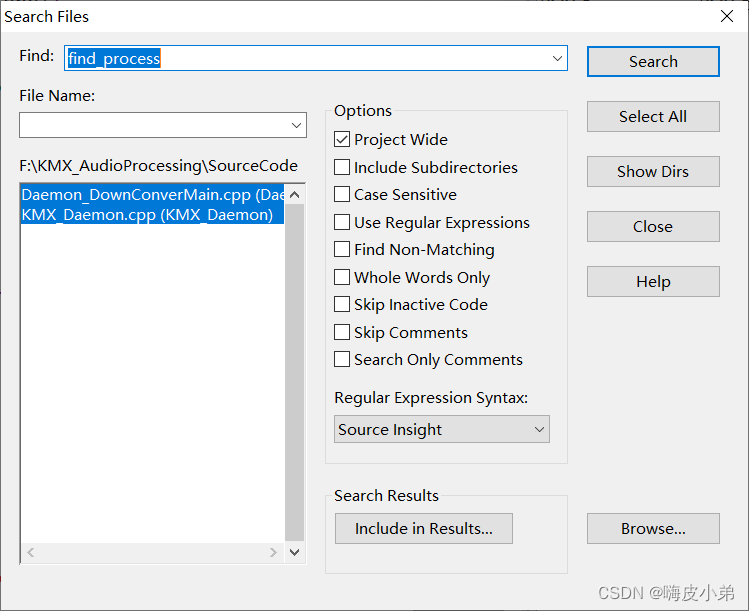 Search Files
Find:
find_process
Search
File Name:
Select All
Options
Project Wide
F:\KMX_AudioProcessing\SourceCode
Include Subdirectories
Show Dirs
Daemon_DownConverMain.cpp (Dae
Case Sensitive
KMX_Daemon.cpp (KMX_Daemon)
Use Regular Expressions
Close
Find Non-Matching
Whole Words Only
Help
Skip Inactive Code
Skip Comments
Search Only Comments
Regular Expression Syntax:
Source Insight
Search Results
Include in Results...
Browse...
CSDN @嗨皮小弟